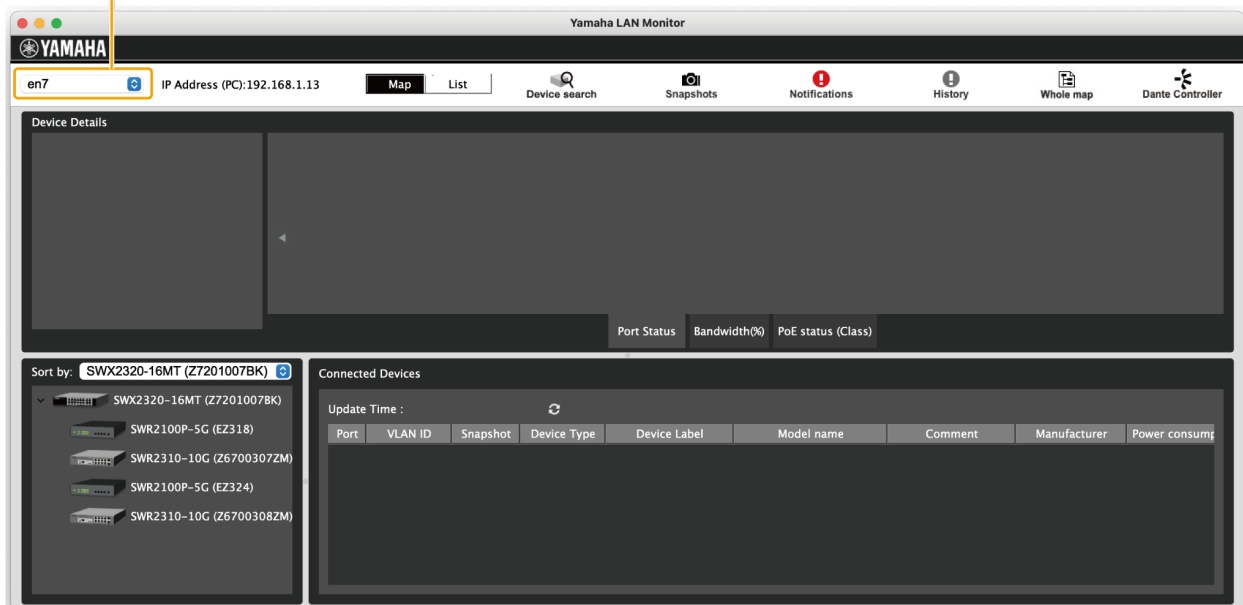 Yamaha LAN Monitor
YAMAHA
en7 IP Address (PC):192.168.1.13 Map List Device search Snapshots Notifications History Whole map Dante Controller
Device Details
Port Status Bandwidth(%) PoE status (Class)
Sort by: SWX2320-16MT (Z7201007BK)
SWX2320-16MT (Z7201007BK)
SWR2100P-5G (EZ318)
SWR2310-10G (Z6700307ZM)
SWR2100P-5G (EZ324)
SWR2310-10G (Z6700308ZM)
Connected Devices
Update Time :
Port VLAN ID Snapshot Device Type Device Label Model name Comment Manufacturer Power consump